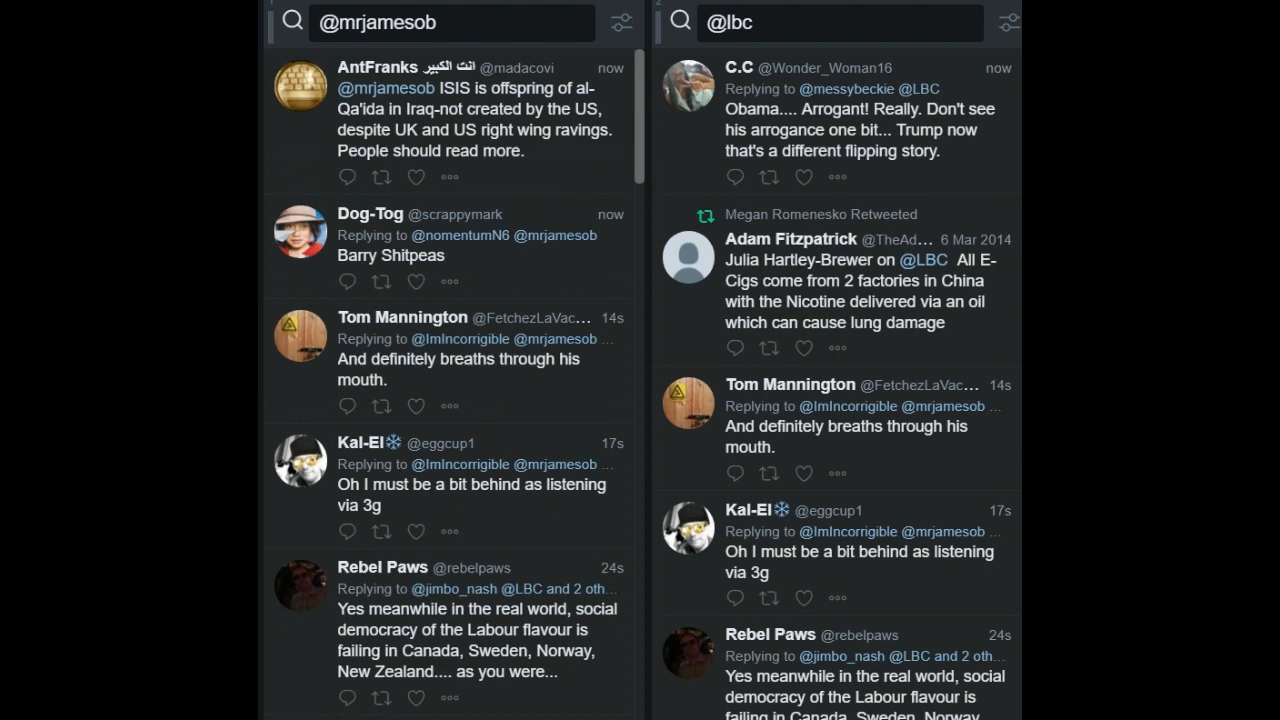 1
@mrjamesob
AntFranks انت الكبير @madacovi now
@mrjamesob ISIS is offspring of al-
Qa'ida in Iraq-not created by the US,
despite UK and US right wing ravings.
People should read more.
Dog-Tog @scrappymark now
Replying to @nomentumN6 @mrjamesob
Barry Shitpeas
Tom Mannington @FetchezLaVac... 14s
Replying to @ImIncorrigible @mrjamesob ...
And definitely breaths through his
mouth.
Kal-El❄ @eggcup1 17s
Replying to @ImIncorrigible @mrjamesob ...
Oh I must be a bit behind as listening
via 3g
Rebel Paws @rebelpaws 24s
Replying to @jimbo_nash @LBC and 2 oth...
Yes meanwhile in the real world, social
democracy of the Labour flavour is
failing in Canada, Sweden, Norway,
New Zealand.... as you were...
2
@lbc
C.C @Wonder_Woman16 now
Replying to @messybeckie @LBC
Obama.... Arrogant! Really. Don't see
his arrogance one bit... Trump now
that's a different flipping story.
Megan Romenesko Retweeted
Adam Fitzpatrick @TheAd... 6 Mar 2014
Julia Hartley-Brewer on @LBC All E-
Cigs come from 2 factories in China
with the Nicotine delivered via an oil
which can cause lung damage
Tom Mannington @FetchezLaVac... 14s
Replying to @ImIncorrigible @mrjamesob ...
And definitely breaths through his
mouth.
Kal-El❄ @eggcup1 17s
Replying to @ImIncorrigible @mrjamesob ...
Oh I must be a bit behind as listening
via 3g
Rebel Paws @rebelpaws 24s
Replying to @jimbo_nash @LBC and 2 oth...
Yes meanwhile in the real world, social
democracy of the Labour flavour is
failing in Canada, Sweden, Norway,